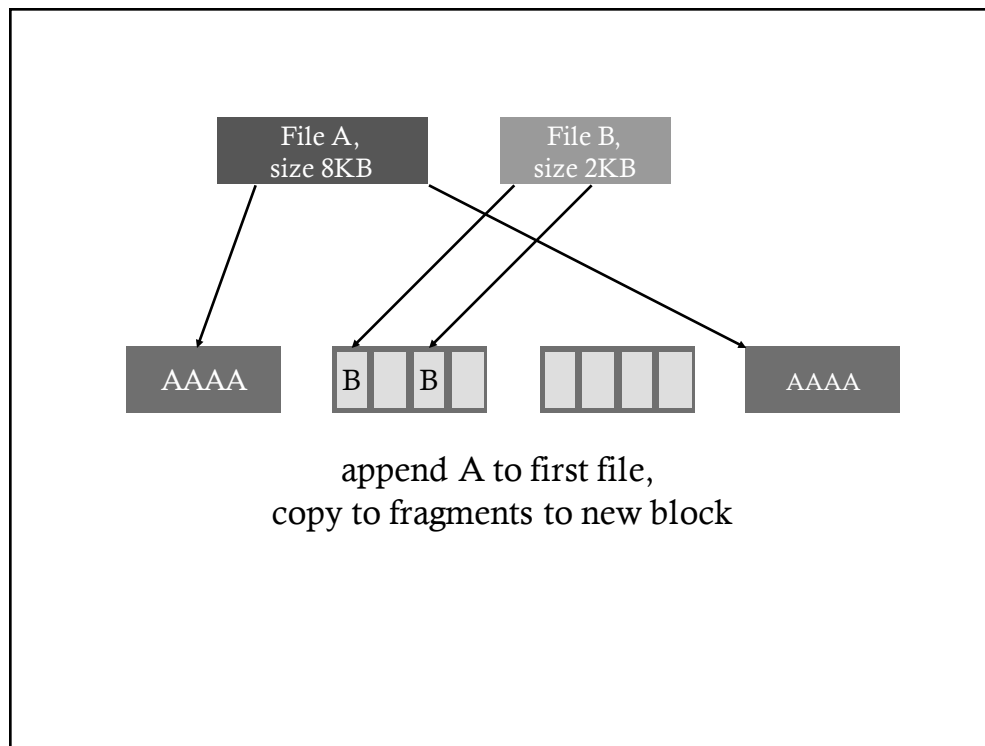 File A,
size 8KB
File B,
size 2KB
AAAA
B
B
AAAA
append A to first file,
copy to fragments to new block